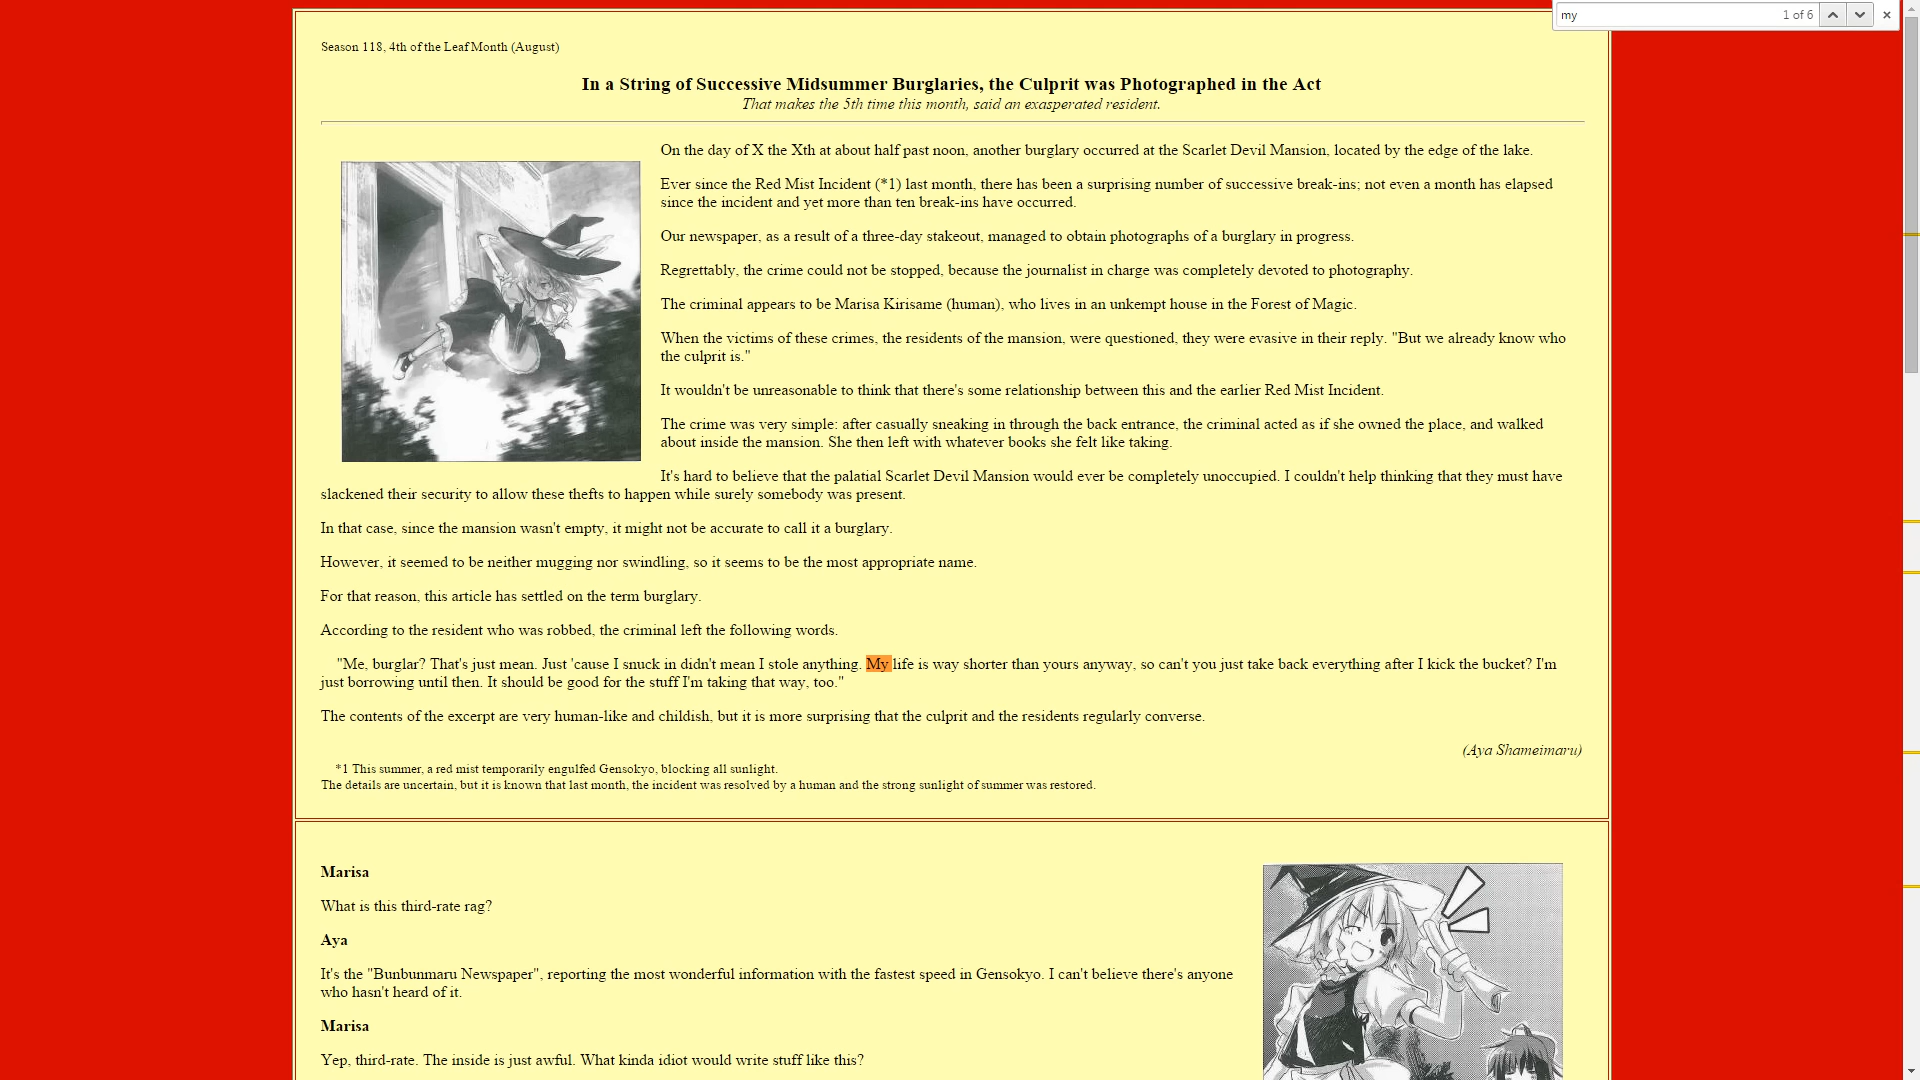 my 1 of 6
Season 118, 4th of the Leaf Month (August)
In a String of Successive Midsummer Burglaries, the Culprit was Photographed in the Act
That makes the 5th time this month, said an exasperated resident.
On the day of X the Xth at about half past noon, another burglary occurred at the Scarlet Devil Mansion, located by the edge of the lake.
Ever since the Red Mist Incident (*1) last month, there has been a surprising number of successive break-ins; not even a month has elapsed
since the incident and yet more than ten break-ins have occurred.
Our newspaper, as a result of a three-day stakeout, managed to obtain photographs of a burglary in progress.
Regrettably, the crime could not be stopped, because the journalist in charge was completely devoted to photography.
The criminal appears to be Marisa Kirisame (human), who lives in an unkempt house in the Forest of Magic.
When the victims of these crimes, the residents of the mansion, were questioned, they were evasive in their reply. "But we already know who
the culprit is."
It wouldn't be unreasonable to think that there's some relationship between this and the earlier Red Mist Incident.
The crime was very simple: after casually sneaking in through the back entrance, the criminal acted as if she owned the place, and walked
about inside the mansion. She then left with whatever books she felt like taking.
It's hard to believe that the palatial Scarlet Devil Mansion would ever be completely unoccupied. I couldn't help thinking that they must have
slackened their security to allow these thefts to happen while surely somebody was present.
In that case, since the mansion wasn't empty, it might not be accurate to call it a burglary.
However, it seemed to be neither mugging nor swindling, so it seems to be the most appropriate name.
For that reason, this article has settled on the term burglary.
According to the resident who was robbed, the criminal left the following words.
"Me, burglar? That's just mean. Just 'cause I snuck in didn't mean I stole anything. My life is way shorter than yours anyway, so can't you just take back everything after I kick the bucket? I'm
just borrowing until then. It should be good for the stuff I'm taking that way, too."
The contents of the excerpt are very human-like and childish, but it is more surprising that the culprit and the residents regularly converse.
(Aya Shameimaru)
*1 This summer, a red mist temporarily engulfed Gensokyo, blocking all sunlight.
The details are uncertain, but it is known that last month, the incident was resolved by a human and the strong sunlight of summer was restored.
Marisa
What is this third-rate rag?
Aya
It's the "Bunbunmaru Newspaper", reporting the most wonderful information with the fastest speed in Gensokyo. I can't believe there's anyone
who hasn't heard of it.
Marisa
Yep, third-rate. The inside is just awful. What kinda idiot would write stuff like this?